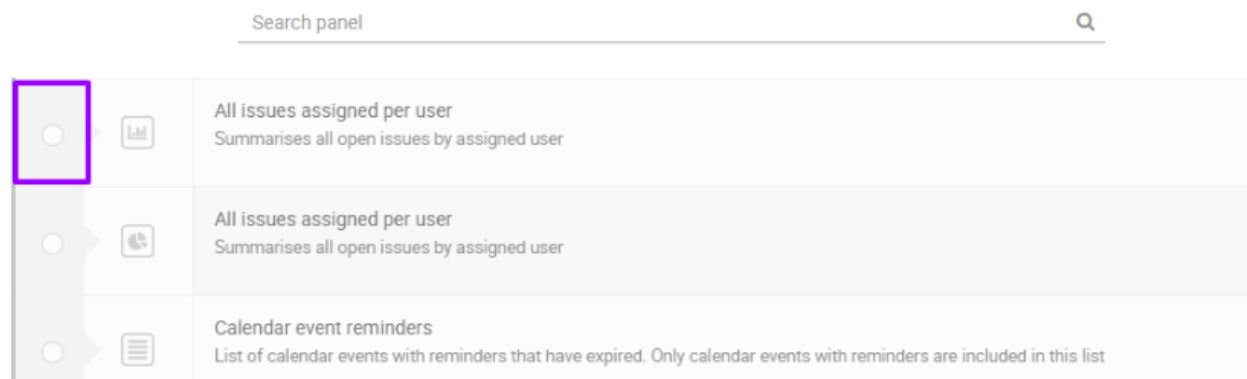 Search panel
All issues assigned per user
Summarises all open issues by assigned user
All issues assigned per user
Summarises all open issues by assigned user
Calendar event reminders
List of calendar events with reminders that have expired. Only calendar events with reminders are included in this list